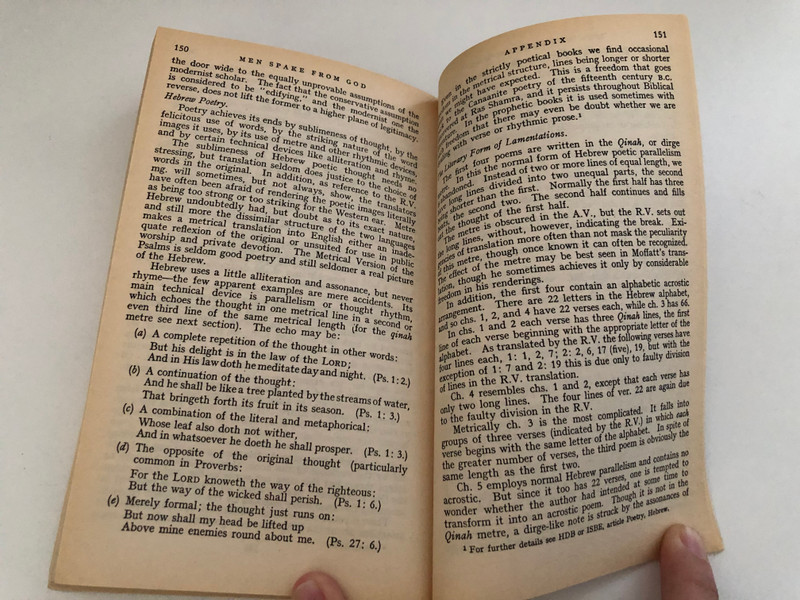 150
MEN SPAKE FROM GOD
the door wide to the equally unprovable assumptions of the
modernist scholar. The fact that the conservative assumption
is considered to be "edifying," and the modernist often the
reverse, does not lift the former to a higher plane of legitimacy.
Hebrew Poetry.
Poetry achieves its ends by sublimeness of thought, by the
felicitous use of words, by the striking nature of the word
images it uses, by its use of metre and other rhythmic devices,
and by certain technical devices like alliteration and rhyme.
The sublimeness of Hebrew poetic thought needs no
stressing, but translation seldom does justice to the choice of
words in the original. In addition, as reference to the R.V.
mg. will sometimes, but not always, show, the translators
have often been afraid of rendering the poetic images literally
as being too strong or too striking for the Western ear. Metre
Hebrew undoubtedly had, but doubt as to its exact nature,
and still more the dissimilar structure of the two languages
makes a metrical translation into English either an inade-
quate reflexion of the original or unsuited for use in public
worship and private devotion. The Metrical Version of the
Psalms is seldom good poetry and still seldomer a real picture
of the Hebrew.
Hebrew uses a little alliteration and assonance, but never
rhyme—the few apparent examples are mere accidents. Its
main technical device is parallelism or thought rhythm,
which echoes the thought in one metrical line in a second or
even third line of the same metrical length (for the qinah
metre see next section). The echo may be:
(a) A complete repetition of the thought in other words:
But his delight is in the law of the LORD;
And in His law doth he meditate day and night. (Ps. 1: 2.)
(b) A continuation of the thought:
And he shall be like a tree planted by the streams of water,
That bringeth forth its fruit in its season. (Ps. 1: 3.)
(c) A combination of the literal and metaphorical:
Whose leaf also doth not wither,
And in whatsoever he doeth he shall prosper. (Ps. 1: 3.)
(d) The opposite of the original thought (particularly
common in Proverbs:
For the LORD knoweth the way of the righteous:
But the way of the wicked shall perish. (Ps. 1: 6.)
(e) Merely formal; the thought just runs on:
But now shall my head be lifted up
Above mine enemies round about me. (Ps. 27: 6.)
APPENDIX
151
in the strictly poetical books we find occasional
in the metrical structure, lines being longer or shorter
we might have expected. This is a freedom that goes
the Canaanite poetry of the fifteenth century B.C.
at Ras Shamra, and it persists throughout Biblical
In the prophetic books it is used sometimes with
freedom that there may even be doubt whether we are
with verse or rhythmic prose.¹
Literary Form of Lamentations.
first four poems are written in the Qinah, or dirge
In this the normal form of Hebrew poetic parallelism
abandoned. Instead of two or more lines of equal length, we
long lines divided into two unequal parts, the second
being shorter than the first. Normally the first half has three
the second two. The second half continues and fills
the thought of the first half.
The metre is obscured in the A.V., but the R.V. sets out
the long lines, without, however, indicating the break. Exi-
gencies of translation more often than not mask the peculiarity
of this metre, though once known it can often be recognized.
The effect of the metre may be best seen in Moffatt's trans-
lation, though he sometimes achieves it only by considerable
freedom in his renderings.
In addition, the first four contain an alphabetic acrostic
arrangement. There are 22 letters in the Hebrew alphabet,
and so chs. 1, 2, and 4 have 22 verses each, while ch. 3 has 66.
In chs. 1 and 2 each verse has three Qinah lines, the first
line of each verse beginning with the appropriate letter of the
alphabet. As translated by the R.V. the following verses have
four lines each, 1: 1, 2, 7; 2: 2, 6, 17 (five), 19, but with the
exception of 1: 7 and 2: 19 this is due only to faulty division
of lines in the R.V. translation.
Ch. 4 resembles chs. 1 and 2, except that each verse has
only two long lines. The four lines of ver. 22 are again due
to the faulty division in the R.V.
Metrically ch. 3 is the most complicated. It falls into
groups of three verses (indicated by the R.V.) in which each
verse begins with the same letter of the alphabet. In spite of
the greater number of verses, the third poem is obviously the
same length as the first two.
Ch. 5 employs normal Hebrew parallelism and contains no
acrostic. But since it too has 22 verses, one is tempted to
wonder whether the author had intended at some time to
transform it into an acrostic poem. Though it is not in the
Qinah metre, a dirge-like note is struck by the assonances of
¹ For further details see HDB or ISBE, article Poetry, Hebrew.